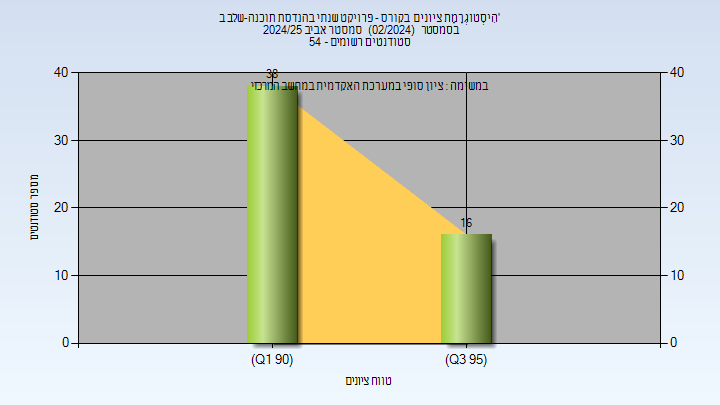 היסטוגרמת ציונים בקורס - פרויקט שנתי בהנדסת תוכנה-שלב ב'
בסמסטר (02/2024) סמסטר אביב 2024/25
סטודנטים רשומים - 54
במשימה : ציון סופי במערכת האקדמית במחשב המרכזי
40
30
20
10
0
40
30
20
10
0
38
16
מספר סטודנטים
(Q1 90)
(Q3 95)
טווח ציונים